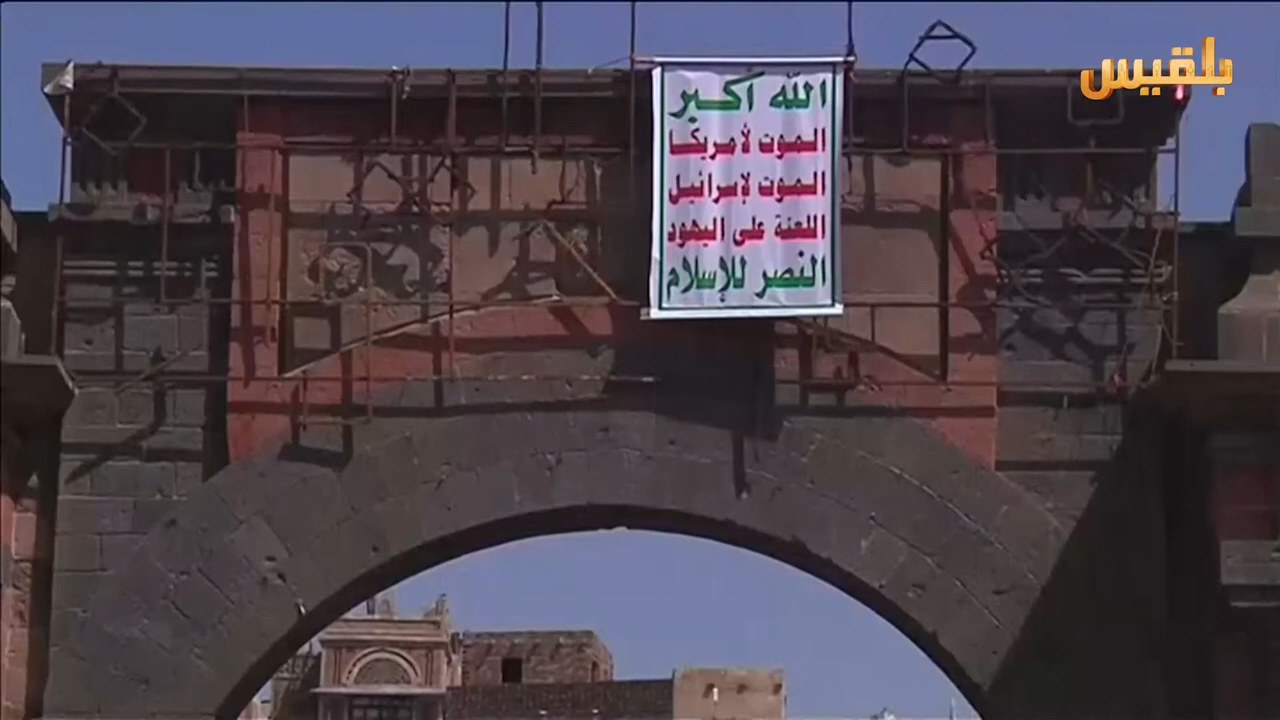 بلقيس
الله أكبر
الموت لأمريكا
الموت لإسرائيل
اللعنة على اليهود
النصر للإسلام